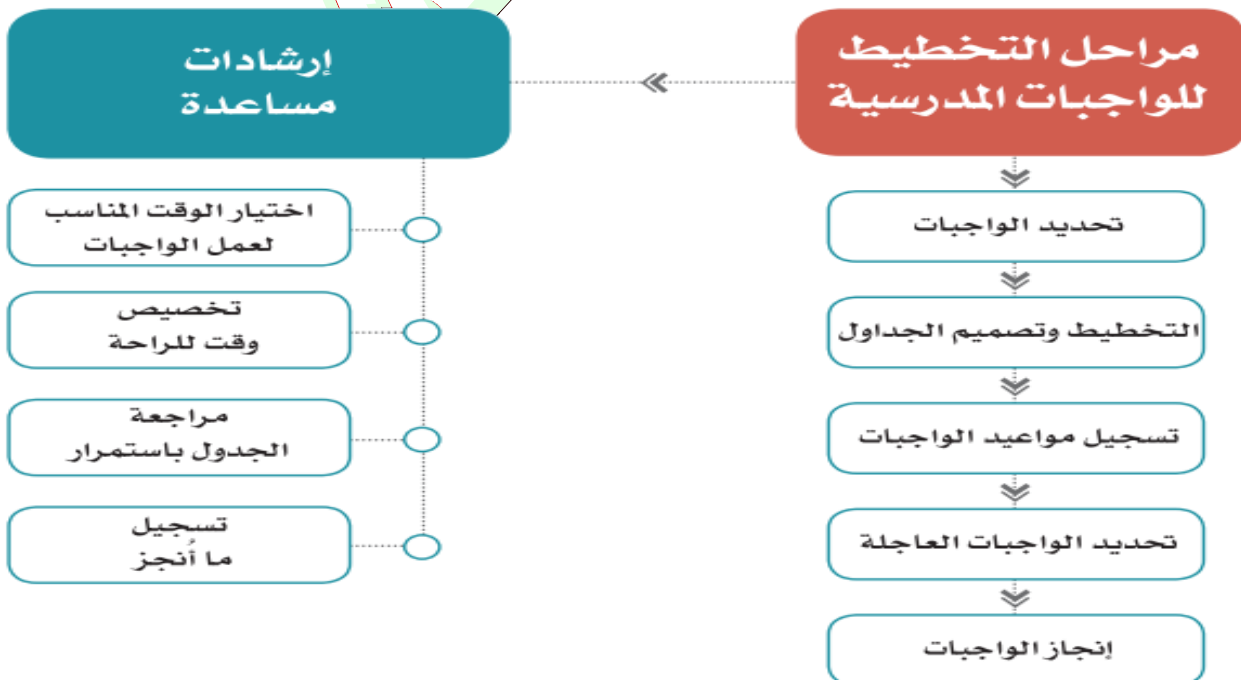 مراحل التخطيط
للواجبات المدرسية
تحديد الواجبات
التخطيط وتصميم الجداول
تسجيل مواعيد الواجبات
تحديد الواجبات العاجلة
إنجاز الواجبات
إرشادات
مساعدة
اختيار الوقت المناسب
لعمل الواجبات
تخصيص
وقت للراحة
مراجعة
الجدول باستمرار
تسجيل
ما أُنجز